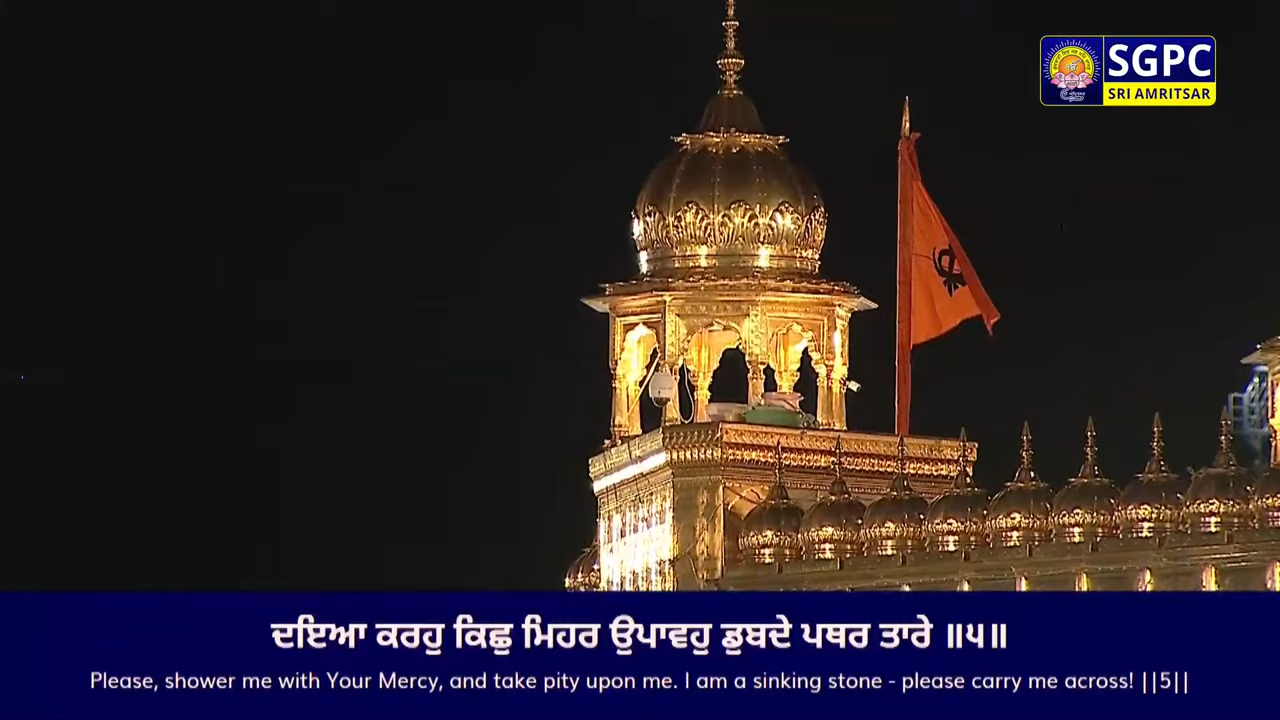 SGPC
SRI AMRITSAR
ਦਇਆ ਕਰਹੁ ਕਿਛੁ ਮਿਹਰ ਉਪਾਵਹੁ ਡੁਬਦੇ ਪਥਰ ਤਾਰੇ ॥੫॥
Please, shower me with Your Mercy, and take pity upon me. I am a sinking stone - please carry me across! ||5||